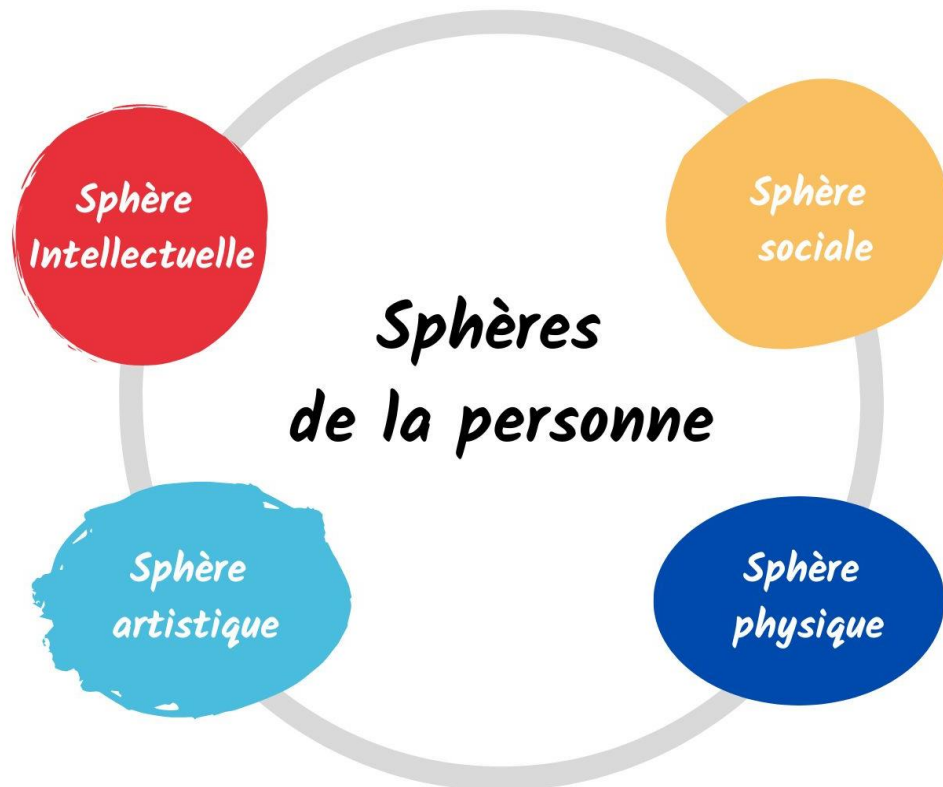 Sphère
Intellectuelle
Sphère
sociale
Sphères
de la personne
Sphère
artistique
Sphère
physique